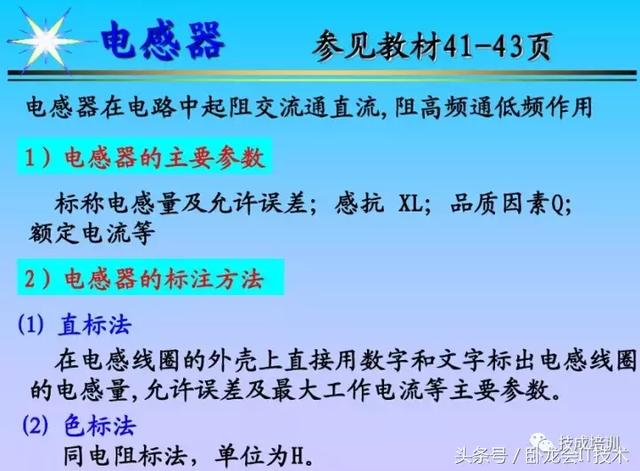 电感器 参见教材41-43页
电感器在电路中起阻交流通直流,阻高频通低频作用
1）电感器的主要参数
标称电感量及允许误差；感抗 XL；品质因素Q；
额定电流等
2）电感器的标注方法
(1) 直标法
在电感线圈的外壳上直接用数字和文字标出电感线圈
的电感量,允许误差及最大工作电流等主要参数。
(2) 色标法
同电阻标法，单位为H。
技成培训
头条号 / 卧龙会IT技术